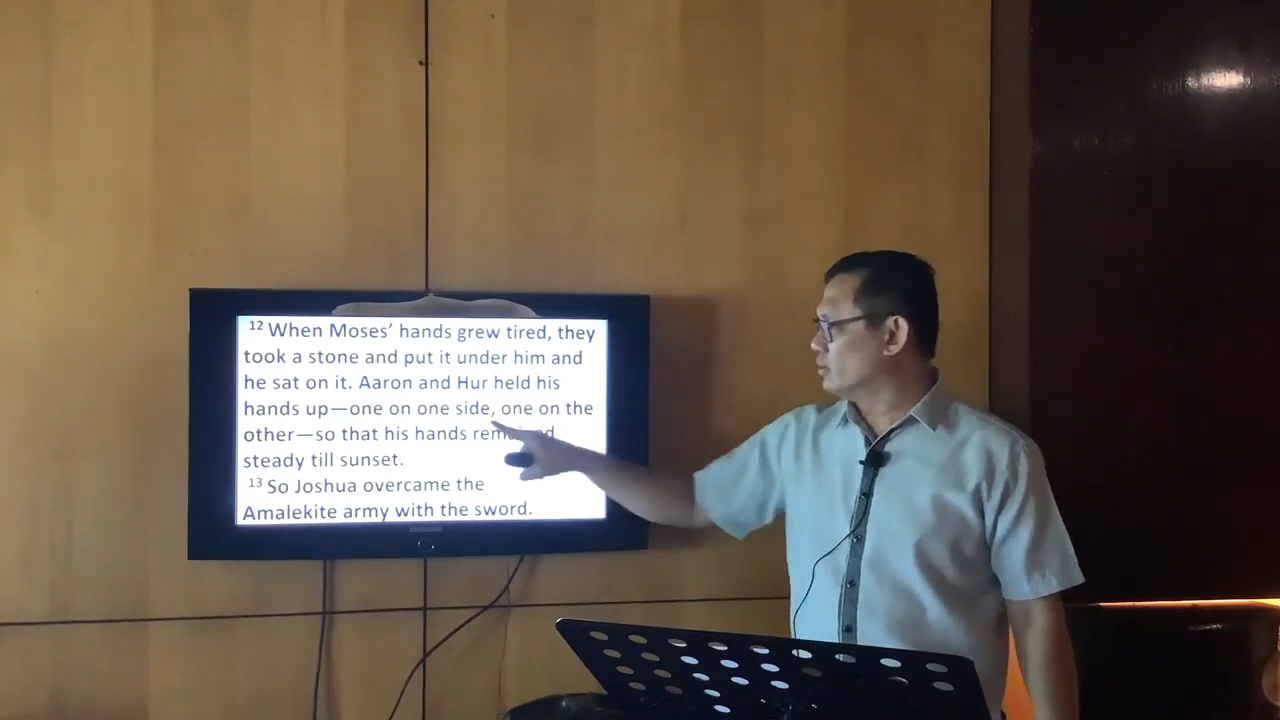 12 When Moses’ hands grew tired, they
took a stone and put it under him and
he sat on it. Aaron and Hur held his
hands up—one on one side, one on the
other—so that his hands remained
steady till sunset.
13 So Joshua overcame the
Amalekite army with the sword.
SAMSUNG